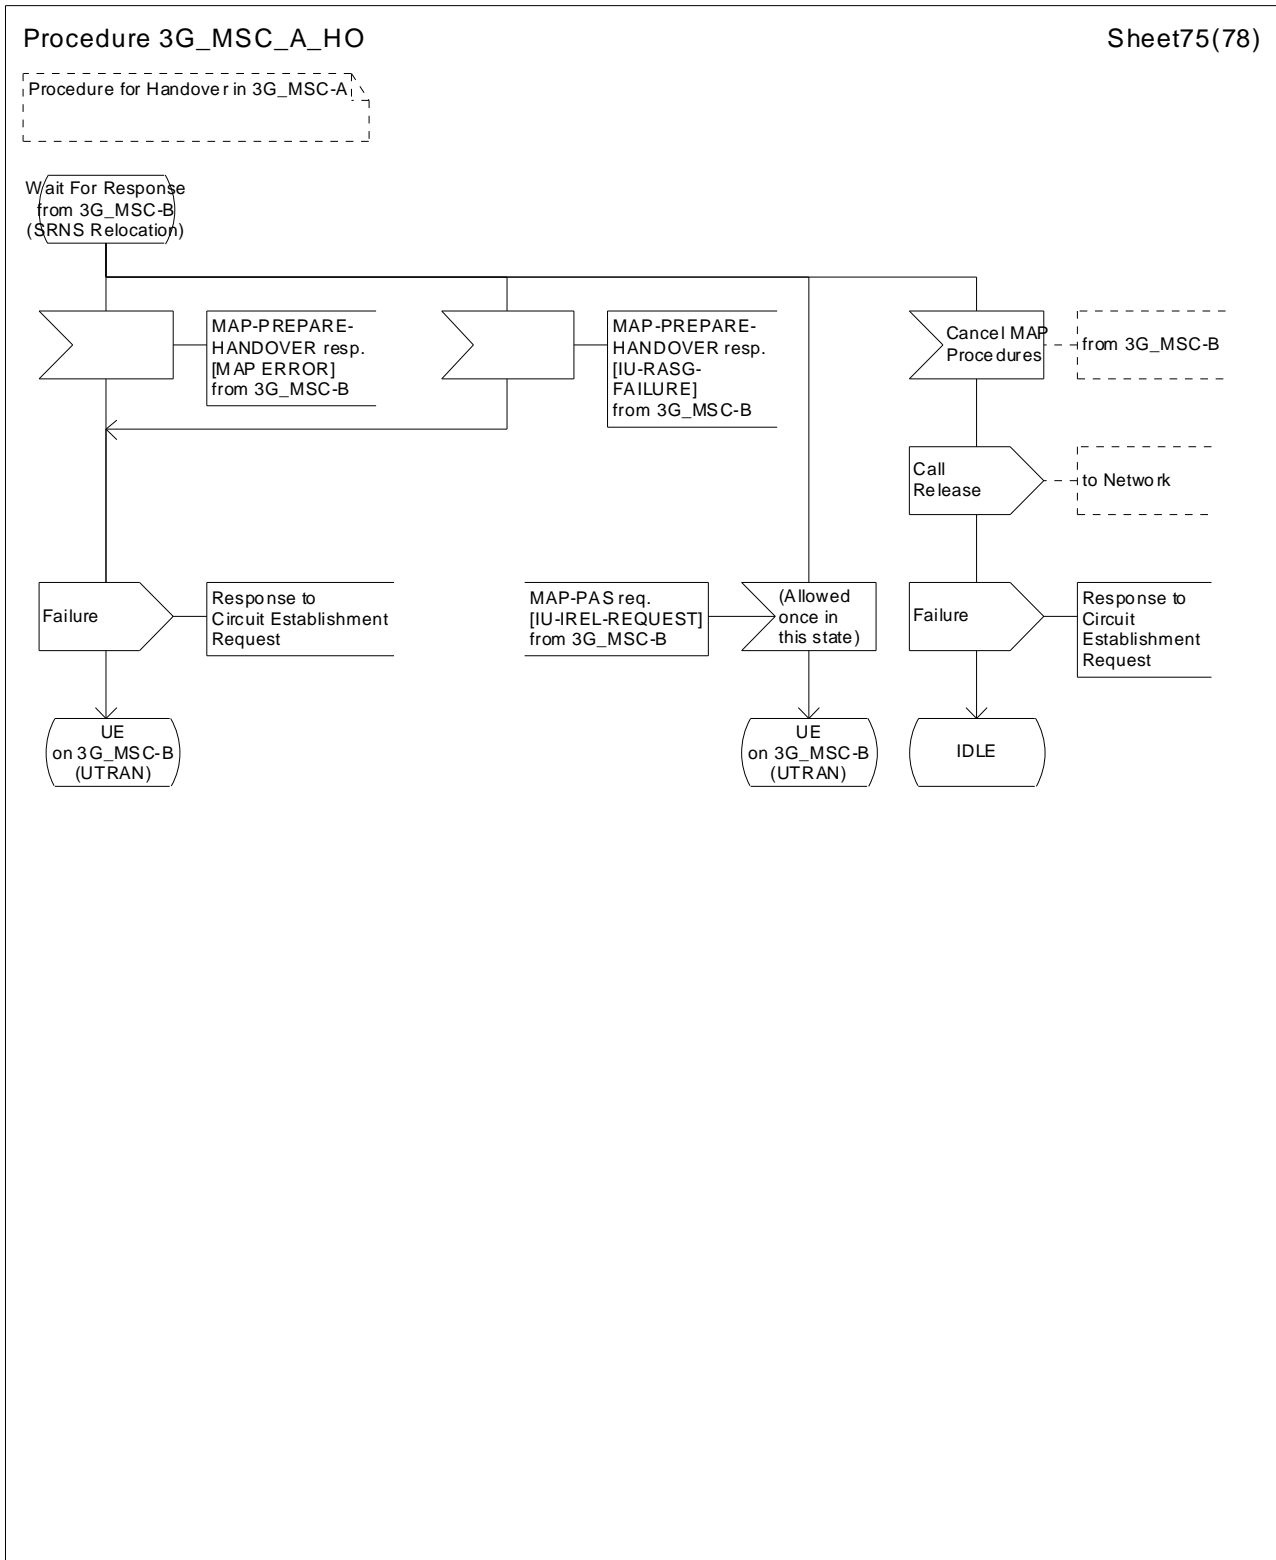 Procedure 3G_MSC_A_HO
Sheet75(78)
Procedure for Handover in 3G_MSC-A
Wait For Response
from 3G_MSC-B
(SRNS Relocation)
MAP-PREPARE-
HANDOVER resp.
[MAP ERROR]
from 3G_MSC-B
MAP-PREPARE-
HANDOVER resp.
[IU-RASG-
FAILURE]
from 3G_MSC-B
Cancel MAP
Procedures
from 3G_MSC-B
Call
Release
to Network
Failure
Response to
Circuit Establishment
Request
MAP-PAS req.
[IU-IREL-REQUEST]
from 3G_MSC-B
(Allowed
once in
this state)
Failure
Response to
Circuit
Establishment
Request
UE
on 3G_MSC-B
(UTRAN)
UE
on 3G_MSC-B
(UTRAN)
IDLE